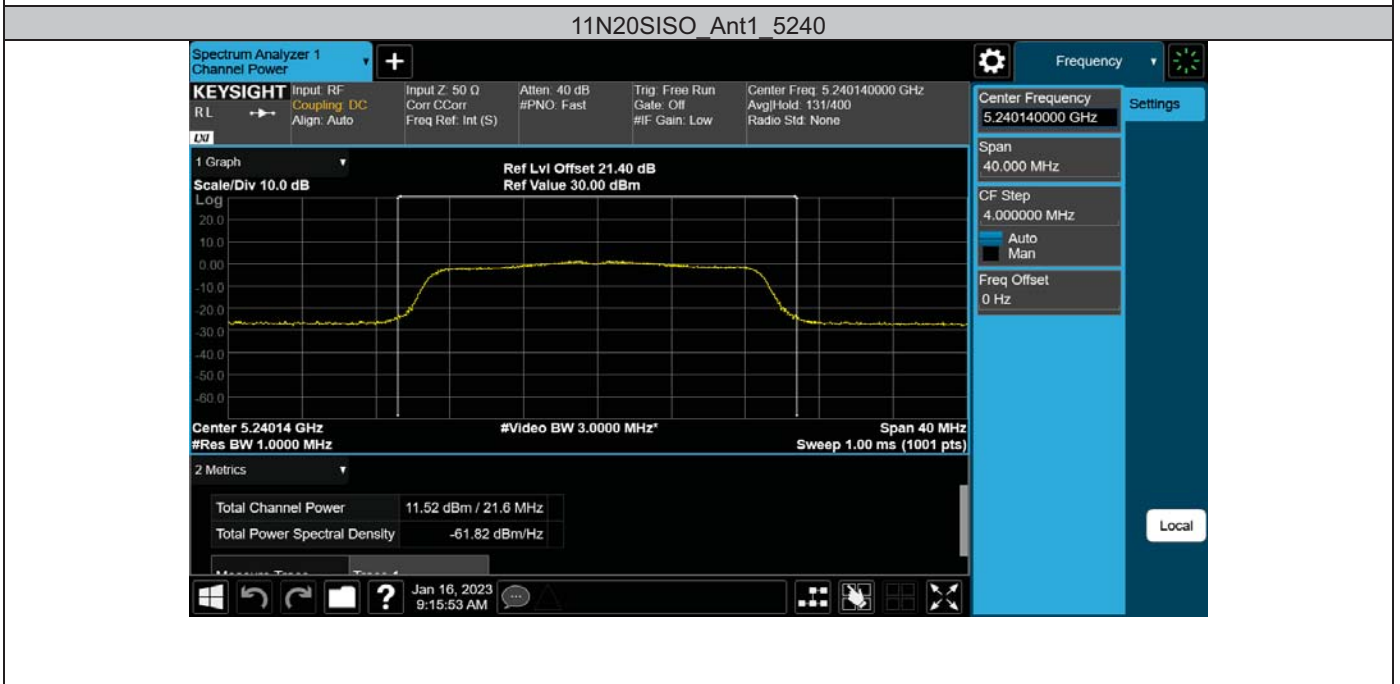 11N20SISO_Ant1_5240
Spectrum Analyzer 1
Channel Power
Frequency
KEYSIGHT
R L
LXI
Input: RF
Coupling: DC
Align: Auto
Input Z: 50 Ω
Corr CCorr
Freq Ref: Int (S)
Atten: 40 dB
#PNO: Fast
Trig: Free Run
Gate: Off
#IF Gain: Low
Center Freq: 5.240140000 GHz
Avg|Hold: 131/400
Radio Std: None
Center Frequency
5.240140000 GHz
Settings
Span
40.000 MHz
CF Step
4.000000 MHz
Auto
Man
Freq Offset
0 Hz
Local
1 Graph
Scale/Div 10.0 dB
Ref Lvl Offset 21.40 dB
Ref Value 30.00 dBm
Log
20.0
10.0
0.00
-10.0
-20.0
-30.0
-40.0
-50.0
-60.0
Center 5.24014 GHz
#Res BW 1.0000 MHz
#Video BW 3.0000 MHz*
Span 40 MHz
Sweep 1.00 ms (1001 pts)
2 Metrics
Total Channel Power 11.52 dBm / 21.6 MHz
Total Power Spectral Density -61.82 dBm/Hz
Jan 16, 2023
9:15:53 AM